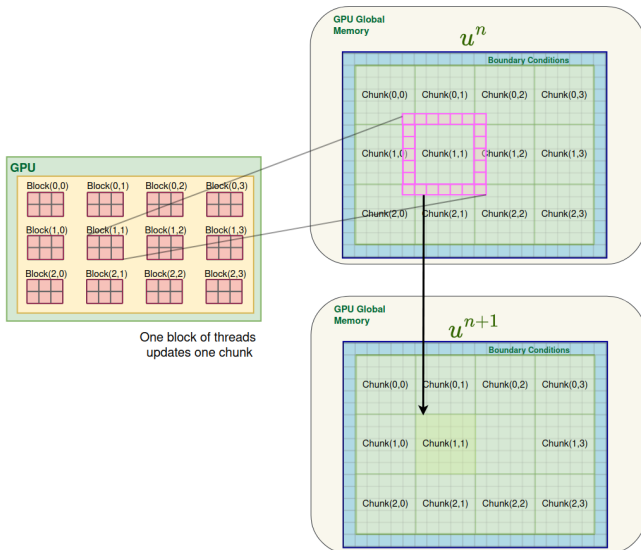 GPU Global
Memory
uⁿ
Boundary Conditions
Chunk(0,0) Chunk(0,1) Chunk(0,2) Chunk(0,3)
Chunk(1,0) Chunk(1,1) Chunk(1,2) Chunk(1,3)
Chunk(2,0) Chunk(2,1) Chunk(2,2) Chunk(2,3)
GPU
Block(0,0) Block(0,1) Block(0,2) Block(0,3)
Block(1,0) Block(1,1) Block(1,2) Block(1,3)
Block(2,0) Block(2,1) Block(2,2) Block(2,3)
One block of threads
updates one chunk
GPU Global
Memory
uⁿ⁺¹
Boundary Conditions
Chunk(0,0) Chunk(0,1) Chunk(0,2) Chunk(0,3)
Chunk(1,0) Chunk(1,1) Chunk(1,3)
Chunk(2,0) Chunk(2,1) Chunk(2,2) Chunk(2,3)